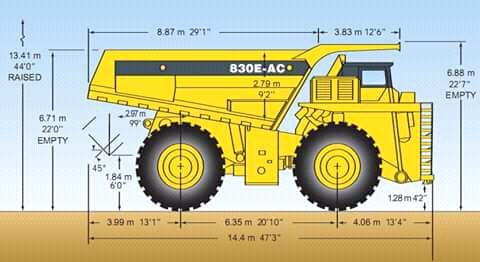 8.87 m 29'1"
3.83 m 12'6"
13.41 m
44'0"
RAISED
830E-AC
6.88 m
22'7"
EMPTY
2.79 m
9'2"
6.71 m
22'0"
EMPTY
2.97 m
9'9"
45°
1.84 m
6'0"
1.28 m 4'2"
3.99 m 13'1"
6.35 m 20'10"
4.06 m 13'4"
14.4 m 47'3"